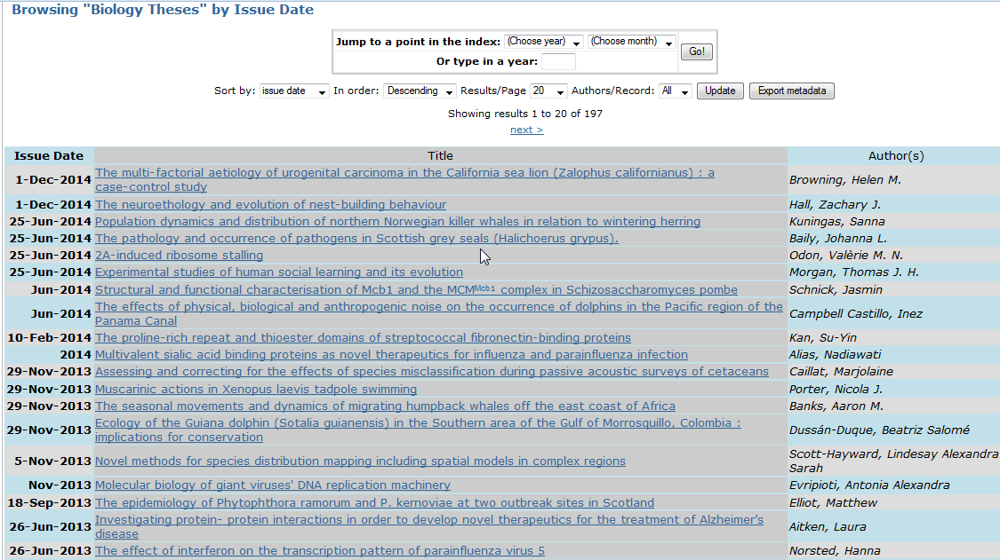 Browsing "Biology Theses" by Issue Date
Jump to a point in the index: (Choose year) (Choose month) Go!
Or type in a year:
Sort by: issue date In order: Descending Results/Page 20 Authors/Record: All Update Export metadata
Showing results 1 to 20 of 197
next >
Issue Date Title Author(s)
1-Dec-2014 The multi-factorial aetiology of urogenital carcinoma in the California sea lion (Zalophus californianus) : a
case-control study Browning, Helen M.
1-Dec-2014 The neuroethology and evolution of nest-building behaviour Hall, Zachary J.
25-Jun-2014 Population dynamics and distribution of northern Norwegian killer whales in relation to wintering herring Kuningas, Sanna
25-Jun-2014 The pathology and occurrence of pathogens in Scottish grey seals (Halichoerus grypus). Baily, Johanna L.
25-Jun-2014 2A-induced ribosome stalling Odon, Valèrie M. N.
25-Jun-2014 Experimental studies of human social learning and its evolution Morgan, Thomas J. H.
Jun-2014 Structural and functional characterisation of Mcb1 and the MCMᴹᶜᵇ¹ complex in Schizosaccharomyces pombe Schnick, Jasmin
Jun-2014 The effects of physical, biological and anthropogenic noise on the occurrence of dolphins in the Pacific region of the
Panama Canal Campbell Castillo, Inez
10-Feb-2014 The proline-rich repeat and thioester domains of streptococcal fibronectin-binding proteins Kan, Su-Yin
2014 Multivalent sialic acid binding proteins as novel therapeutics for influenza and parainfluenza infection Alias, Nadiawati
29-Nov-2013 Assessing and correcting for the effects of species misclassification during passive acoustic surveys of cetaceans Caillat, Marjolaine
29-Nov-2013 Muscarinic actions in Xenopus laevis tadpole swimming Porter, Nicola J.
29-Nov-2013 The seasonal movements and dynamics of migrating humpback whales off the east coast of Africa Banks, Aaron M.
29-Nov-2013 Ecology of the Guiana dolphin (Sotalia guianensis) in the Southern area of the Gulf of Morrosquillo, Colombia :
implications for conservation Dussán-Duque, Beatriz Salomé
5-Nov-2013 Novel methods for species distribution mapping including spatial models in complex regions Scott-Hayward, Lindesay Alexandra
Sarah
Nov-2013 Molecular biology of giant viruses' DNA replication machinery Evripioti, Antonia Alexandra
18-Sep-2013 The epidemiology of Phytophthora ramorum and P. kernoviae at two outbreak sites in Scotland Elliot, Matthew
26-Jun-2013 Investigating protein- protein interactions in order to develop novel therapeutics for the treatment of Alzheimer’s
disease Aitken, Laura
26-Jun-2013 The effect of interferon on the transcription pattern of parainfluenza virus 5 Norsted, Hanna